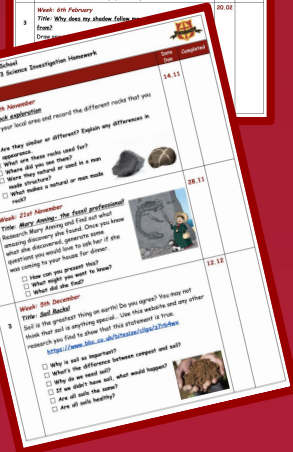 Week: 6th February
20.02
3
Title: Why does my shadow follow me
from?
School
3 Science Investigation Homework
Date Due
Completed
November
14.11
rock exploration
your local area and record the different rocks that you
Are they similar or different? Explain any differences in
appearance.
What are these rocks used for?
Where did you see them?
Were they natural or used in a man
made structure?
What makes a natural or man made
rock?
Week: 21st November
28.11
Title: Mary Anning- the fossil professional
Research Mary Anning and find out what
amazing discovery she found. Once you know
what she discovered, generate some
questions you would love to ask her if she
was coming to your house for dinner.
How can you present this?
What might you want to know?
What did she find?
Week: 5th December
12.12
3
Title: Soil Rocks!
Soil is the greatest thing on earth! Do you agree? You may not
think that soil is anything special.. Use this website and any other
research you find to show that this statement is true.
Why is soil so important?
What's the difference between compost and soil?
Why do we need soil?
If we didn't have soil, what would happen?
Are all soils the same?
Are all soils healthy?